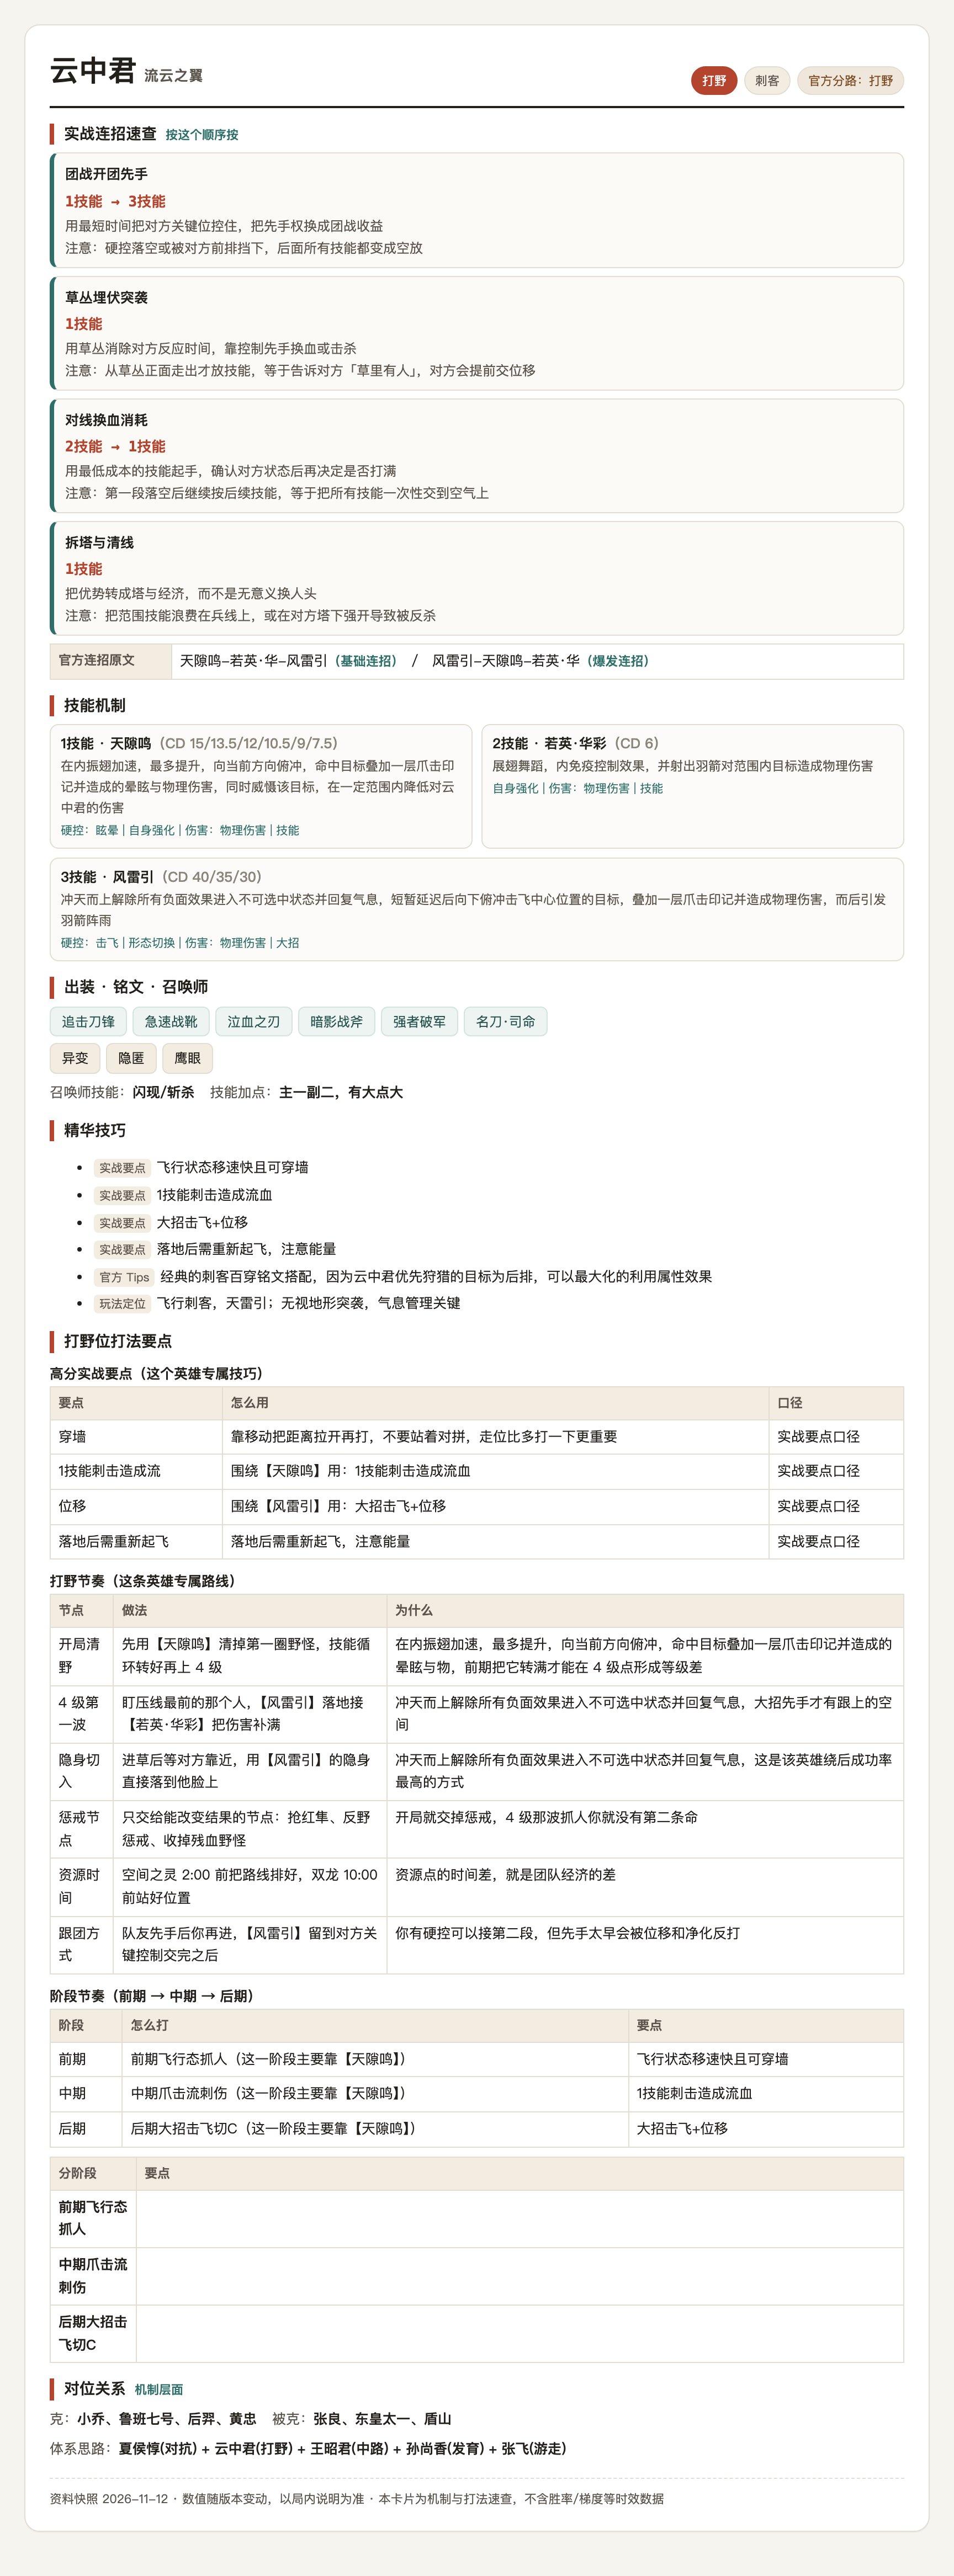 云中君 流云之翼
打野 刺客 官方分路：打野
实战连招速查 按这个顺序按
团战开团先手
1技能 → 3技能
用最短时间把对方关键位控住，把先手权换成团战收益
注意：硬控落空或被对方前排挡下，后面所有技能都变成空放
草丛埋伏突袭
1技能
用草丛消除对方反应时间，靠控制先手换血或击杀
注意：从草丛正面走出才放技能，等于告诉对方「草里有人」，对方会提前交位移
对线换血消耗
2技能 → 1技能
用最低成本的技能起手，确认对方状态后再决定是否打满
注意：第一段落空后继续按后续技能，等于把所有技能一次性交到空气上
拆塔与清线
1技能
把优势转成塔与经济，而不是无意义换人头
注意：把范围技能浪费在兵线上，或在对方塔下强开导致被反杀
官方连招原文 天隙鸣–若英·华–风雷引（基础连招） / 风雷引–天隙鸣–若英·华（爆发连招）
技能机制
1技能 · 天隙鸣（CD 15/13.5/12/10.5/9/7.5）
在内振翅加速，最多提升，向当前方向俯冲，命中目标叠加一层爪击印
记并造成的晕眩与物理伤害，同时威慑该目标，在一定范围内降低对云
中君的伤害
硬控：眩晕 | 自身强化 | 伤害：物理伤害 | 技能
2技能 · 若英·华彩（CD 6）
展翅舞蹈，内免疫控制效果，并射出羽箭对范围内目标造成物理伤害
自身强化 | 伤害：物理伤害 | 技能
3技能 · 风雷引（CD 40/35/30）
冲天而上解除所有负面效果进入不可选中状态并回复气息，短暂延迟后向下俯冲击飞中心位置的目标，叠加一层爪击印记并造成物理伤害，而后引发
羽箭阵雨
硬控：击飞 | 形态切换 | 伤害：物理伤害 | 大招
出装 · 铭文 · 召唤师
追击刀锋 急速战靴 泣血之刃 暗影战斧 强者破军 名刀·司命
异变 隐匿 鹰眼
召唤师技能：闪现/斩杀 技能加点：主一副二，有大点大
精华技巧
• 实战要点 飞行状态移速快且可穿墙
• 实战要点 1技能刺击造成流血
• 实战要点 大招击飞+位移
• 实战要点 落地后需重新起飞，注意能量
• 官方 Tips 经典的刺客百穿铭文搭配，因为云中君优先狩猎的目标为后排，可以最大化的利用属性效果
• 玩法定位 飞行刺客，天雷引；无视地形突袭，气息管理关键
打野位打法要点
高分实战要点（这个英雄专属技巧）
要点 怎么用 口径
穿墙 靠移动把距离拉开再打，不要站着对拼，走位比多打一下更重要 实战要点口径
1技能刺击造成流 围绕【天隙鸣】用：1技能刺击造成流血 实战要点口径
位移 围绕【风雷引】用：大招击飞+位移 实战要点口径
落地后需重新起飞 落地后需重新起飞，注意能量 实战要点口径
打野节奏（这条英雄专属路线）
节点 做法 为什么
开局清
野
先用【天隙鸣】清掉第一圈野怪，技能循
环转好再上 4 级
在内振翅加速，最多提升，向当前方向俯冲，命中目标叠加一层爪击印记并造成的
晕眩与物，前期把它转满才能在 4 级点形成等级差
4 级第
一波
盯压线最前的那个人，【风雷引】落地接
【若英·华彩】把伤害补满
冲天而上解除所有负面效果进入不可选中状态并回复气息，大招先手才有跟上的空
间
隐身切
入
进草后等对方靠近，用【风雷引】的隐身
直接落到他脸上
冲天而上解除所有负面效果进入不可选中状态并回复气息，这是该英雄绕后成功率
最高的方式
惩戒节
点
只交给能改变结果的节点：抢红隼、反野
惩戒、收掉残血野怪
开局就交掉惩戒，4 级那波抓人你就没有第二条命
资源时
间
空间之灵 2:00 前把路线排好，双龙 10:00
前站好位置
资源点的时间差，就是团队经济的差
跟团方
式
队友先手后你再进，【风雷引】留到对方关
键控制交完之后
你有硬控可以接第二段，但先手太早会被位移和净化反打
阶段节奏（前期 → 中期 → 后期）
阶段 怎么打 要点
前期 前期飞行态抓人（这一阶段主要靠【天隙鸣】） 飞行状态移速快且可穿墙
中期 中期爪击流刺伤（这一阶段主要靠【天隙鸣】） 1技能刺击造成流血
后期 后期大招击飞切C（这一阶段主要靠【天隙鸣】） 大招击飞+位移
分阶段 要点
前期飞行态
抓人
中期爪击流
刺伤
后期大招击
飞切C
对位关系 机制层面
克：小乔、鲁班七号、后羿、黄忠 被克：张良、东皇太一、盾山
体系思路：夏侯惇(对抗) + 云中君(打野) + 王昭君(中路) + 孙尚香(发育) + 张飞(游走)
资料快照 2026–11–12 · 数值随版本变动，以局内说明为准 · 本卡片为机制与打法速查，不含胜率/梯度等时效数据